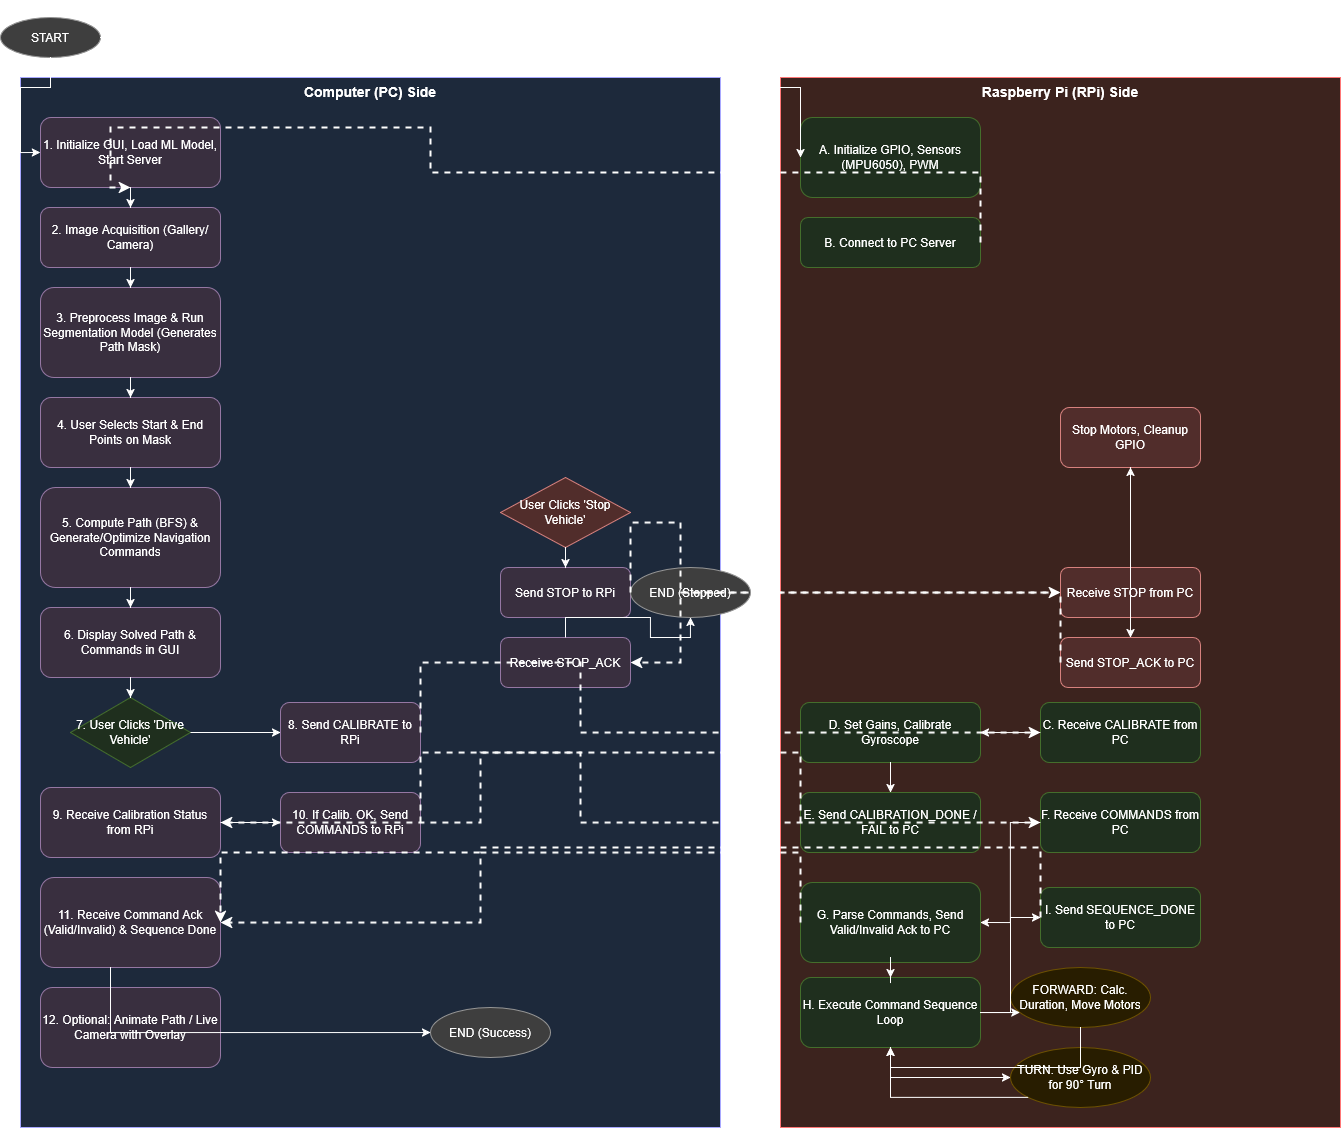 START
Computer (PC) Side
1. Initialize GUI, Load ML Model,
Start Server
2. Image Acquisition (Gallery/
Camera)
3. Preprocess Image & Run
Segmentation Model (Generates
Path Mask)
4. User Selects Start & End
Points on Mask
5. Compute Path (BFS) &
Generate/Optimize Navigation
Commands
6. Display Solved Path &
Commands in GUI
7. User Clicks 'Drive
Vehicle'
8. Send CALIBRATE to
RPi
9. Receive Calibration Status
from RPi
10. If Calib. OK, Send
COMMANDS to RPi
11. Receive Command Ack
(Valid/Invalid) & Sequence Done
12. Optional: Animate Path / Live
Camera with Overlay
END (Success)
User Clicks 'Stop
Vehicle'
Send STOP to RPi
END (Stopped)
Receive STOP_ACK
Raspberry Pi (RPi) Side
A. Initialize GPIO, Sensors
(MPU6050), PWM
B. Connect to PC Server
Stop Motors, Cleanup
GPIO
Receive STOP from PC
Send STOP_ACK to PC
D. Set Gains, Calibrate
Gyroscope
C. Receive CALIBRATE from
PC
E. Send CALIBRATION_DONE /
FAIL to PC
F. Receive COMMANDS from
PC
G. Parse Commands, Send
Valid/Invalid Ack to PC
I. Send SEQUENCE_DONE
to PC
H. Execute Command Sequence
Loop
FORWARD: Calc.
Duration, Move Motors
TURN: Use Gyro & PID
for 90° Turn